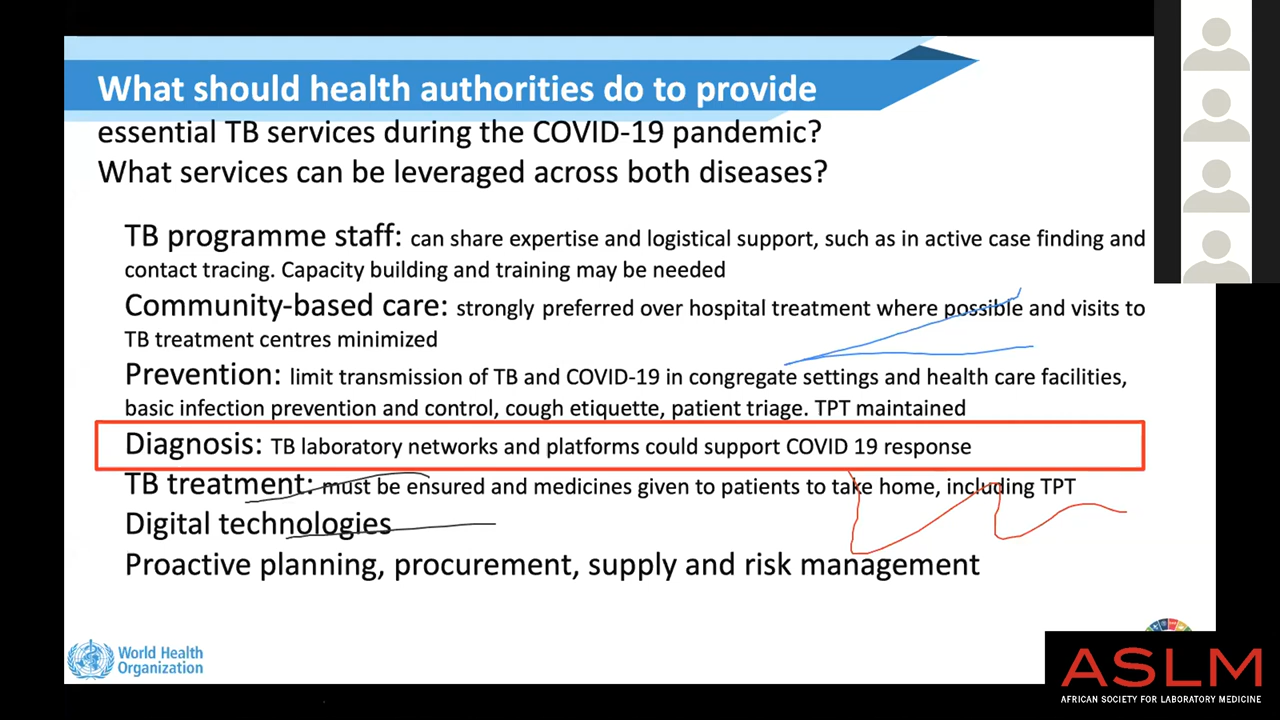 What should health authorities do to provide
essential TB services during the COVID-19 pandemic?
What services can be leveraged across both diseases?
TB programme staff: can share expertise and logistical support, such as in active case finding and
contact tracing. Capacity building and training may be needed
Community-based care: strongly preferred over hospital treatment where possible and visits to
TB treatment centres minimized
Prevention: limit transmission of TB and COVID-19 in congregate settings and health care facilities,
basic infection prevention and control, cough etiquette, patient triage. TPT maintained
Diagnosis: TB laboratory networks and platforms could support COVID 19 response
TB treatment: must be ensured and medicines given to patients to take home, including TPT
Digital technologies
Proactive planning, procurement, supply and risk management
World Health
Organization
ASLM
AFRICAN SOCIETY FOR LABORATORY MEDICINE